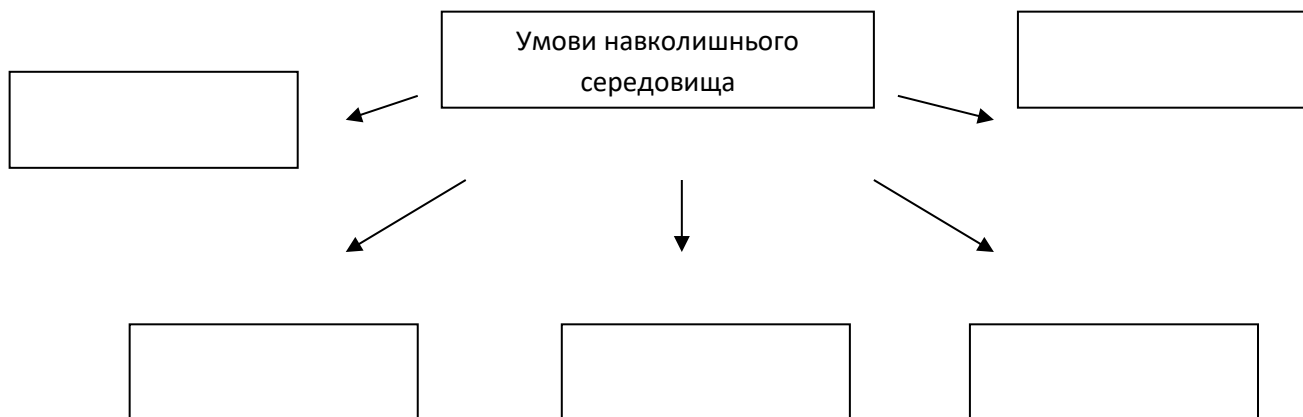 Умови навколишнього
середовища